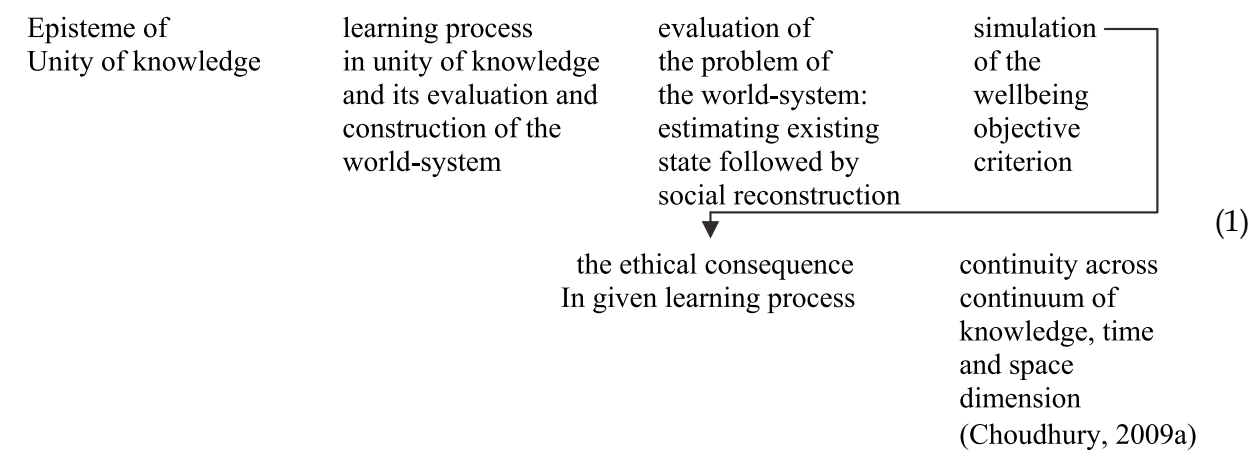 Episteme of
Unity of knowledge
learning process
in unity of knowledge
and its evaluation and
construction of the
world-system
evaluation of
the problem of
the world-system:
estimating existing
state followed by
social reconstruction
simulation
of the
wellbeing
objective
criterion
(1)
the ethical consequence
In given learning process
continuity across
continuum of
knowledge, time
and space
dimension
(Choudhury, 2009a)